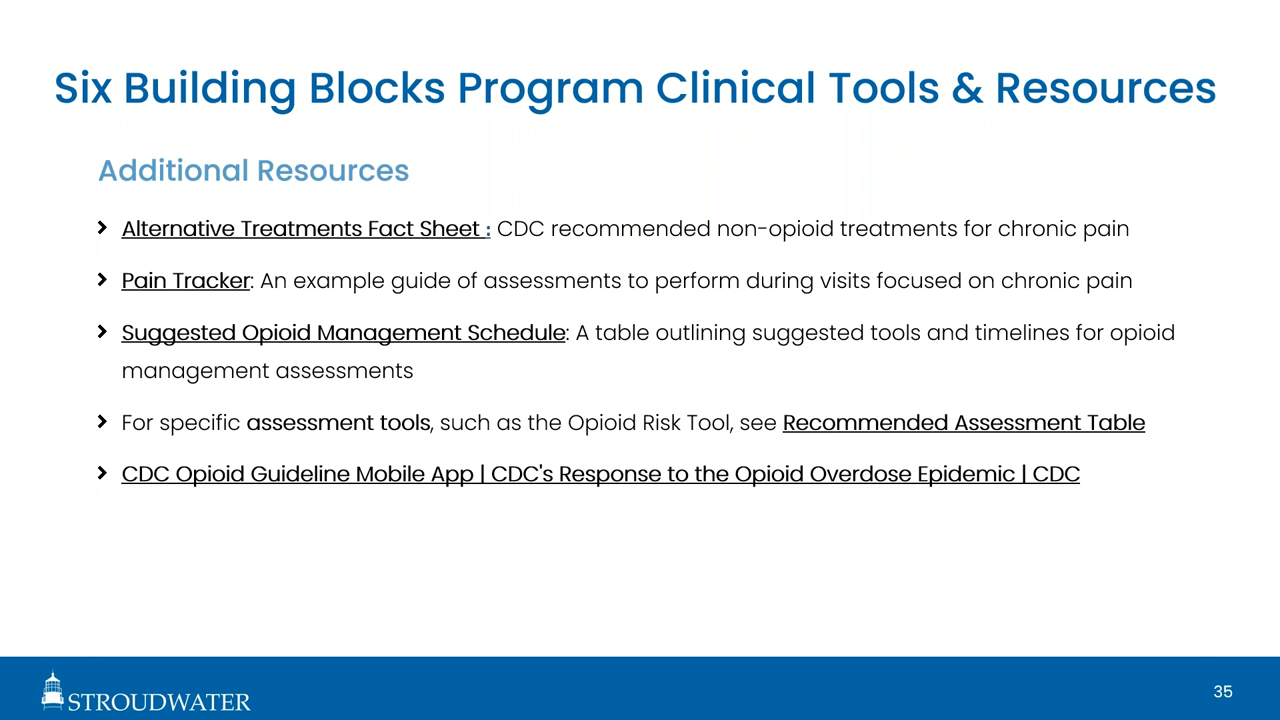 Six Building Blocks Program Clinical Tools & Resources
Additional Resources
Alternative Treatments Fact Sheet : CDC recommended non-opioid treatments for chronic pain
Pain Tracker: An example guide of assessments to perform during visits focused on chronic pain
Suggested Opioid Management Schedule: A table outlining suggested tools and timelines for opioid
management assessments
For specific assessment tools, such as the Opioid Risk Tool, see Recommended Assessment Table
CDC Opioid Guideline Mobile App | CDC's Response to the Opioid Overdose Epidemic | CDC
STROUDWATER
35